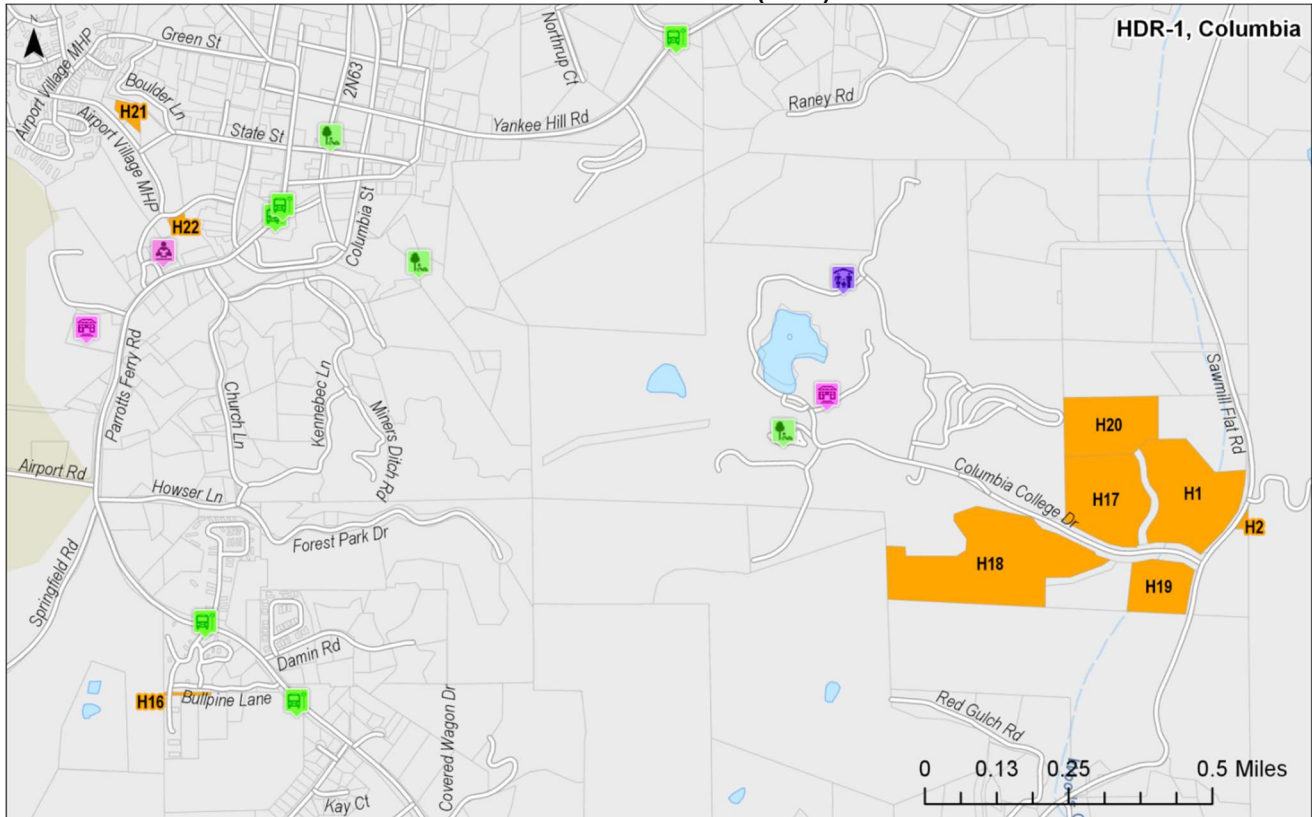 HDR-1, Columbia
N
Airport Village MHP
Green St
2N63
Northrup Ct
Boulder Ln
H21
Airport Village MHP
State St
Yankee Hill Rd
Raney Rd
H22
Columbia St
Parrotts Ferry Rd
Church Ln
Kennebec Ln
Miners Ditch Rd
Sawmill Flat Rd
H20
H17
H1
H2
Columbia College Dr
H18
H19
Airport Rd
Howser Ln
Forest Park Dr
Springfield Rd
Damin Rd
H16
Bullpine Lane
Covered Wagon Dr
Red Gulch Rd
Kay Ct
0 0.13 0.25 0.5 Miles